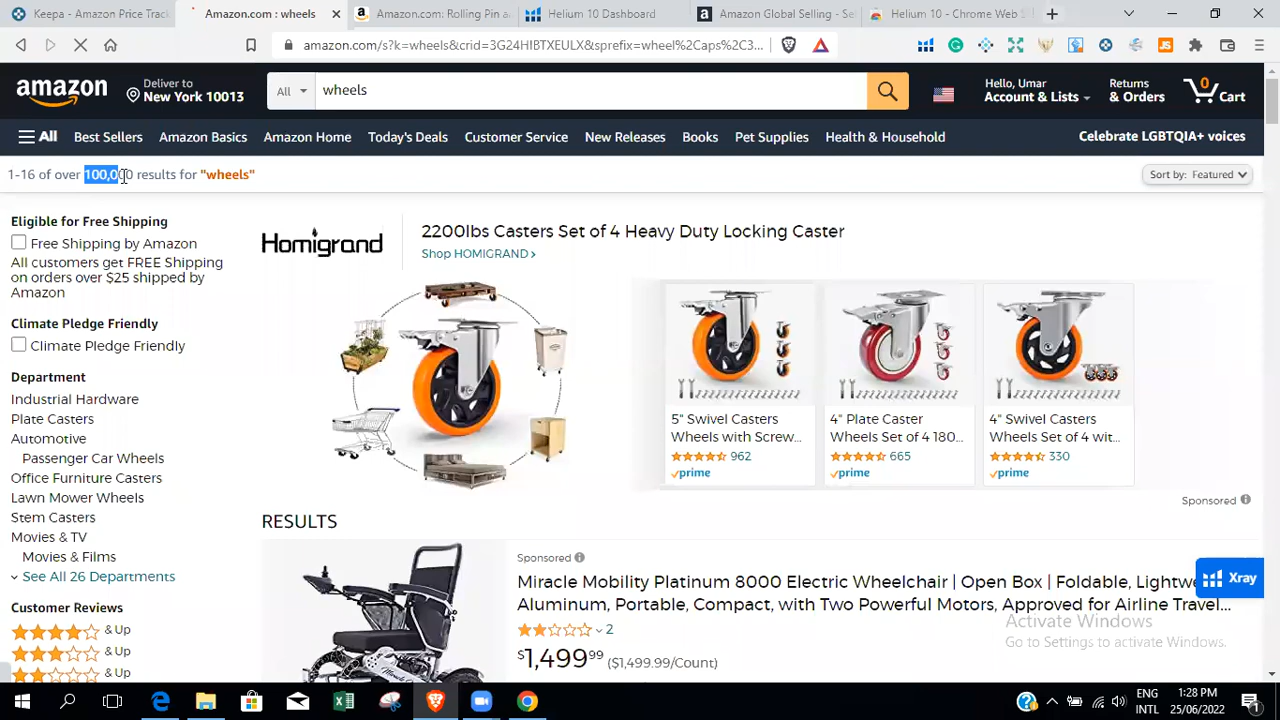 Keepa - Amazon Price Track
Amazon.com : wheels
Amazon.com: Rolling Pin a
Helium 10 Dashboard
Amazon Global Selling - Sel
Helium 10 - Chrome Web S
amazon.com/s?k=wheels&crid=3G24HIBTXEULX&sprefix=wheel%2Caps%2C3...
amazon
Deliver to
New York 10013
All
wheels
Hello, Umar
Account & Lists
Returns
& Orders
0
Cart
All
Best Sellers
Amazon Basics
Amazon Home
Today's Deals
Customer Service
New Releases
Books
Pet Supplies
Health & Household
Celebrate LGBTQIA+ voices
1-16 of over 100,000 results for "wheels"
Sort by: Featured
Eligible for Free Shipping
Free Shipping by Amazon
All customers get FREE Shipping
on orders over $25 shipped by
Amazon
Climate Pledge Friendly
Climate Pledge Friendly
Department
Industrial Hardware
Plate Casters
Automotive
Passenger Car Wheels
Office Furniture Casters
Lawn Mower Wheels
Stem Casters
Movies & TV
Movies & Films
See All 26 Departments
Customer Reviews
& Up
& Up
& Up
Homigrand
2200lbs Casters Set of 4 Heavy Duty Locking Caster
Shop HOMIGRAND
5" Swivel Casters
Wheels with Screw...
962
prime
4" Plate Caster
Wheels Set of 4 180...
665
prime
4" Swivel Casters
Wheels Set of 4 wit...
330
prime
Sponsored
RESULTS
Sponsored
Miracle Mobility Platinum 8000 Electric Wheelchair | Open Box | Foldable, Lightwe
Aluminum, Portable, Compact, with Two Powerful Motors, Approved for Airline Travel...
2
$1,499.99 ($1,499.99/Count)
Xray
Activate Windows
Go to Settings to activate Windows.
ENG
INTL
1:28 PM
25/06/2022